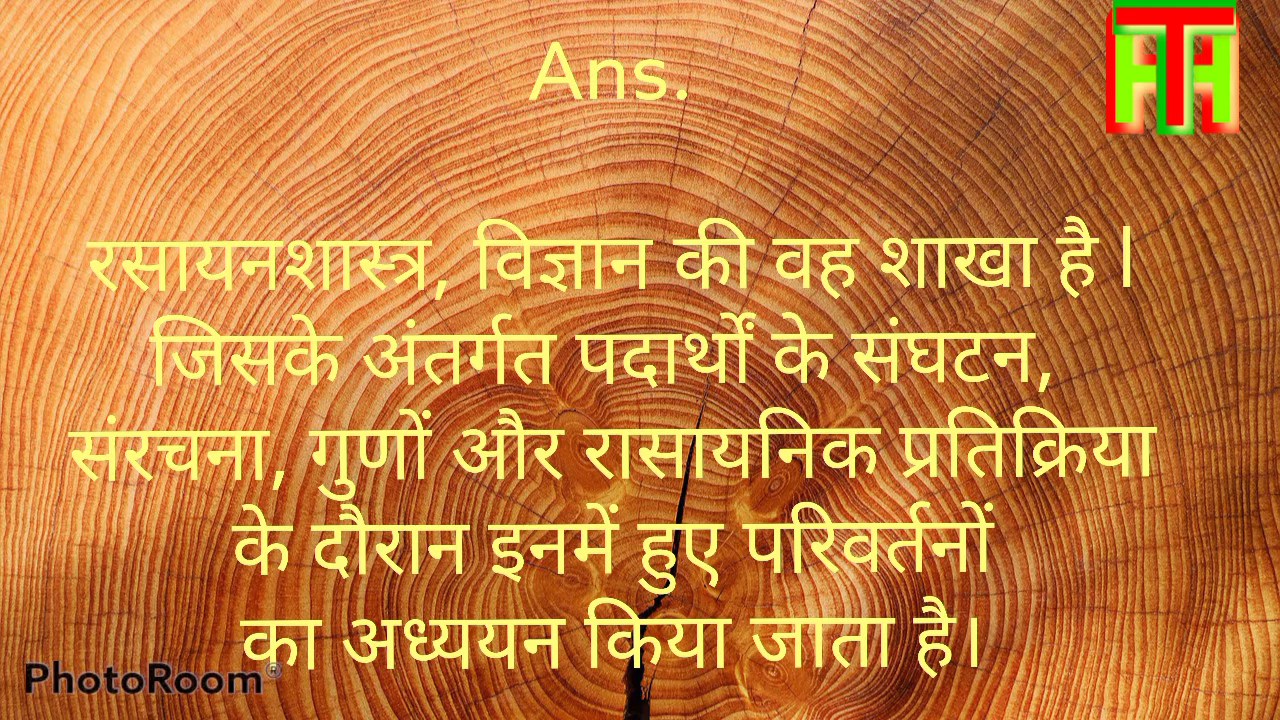 Ans.
रसायनशास्त्र, विज्ञान की वह शाखा है |
जिसके अंतर्गत पदार्थों के संघटन,
संरचना, गुणों और रासायनिक प्रतिक्रिया
के दौरान इनमें हुए परिवर्तनों
का अध्ययन किया जाता है।
PhotoRoom®